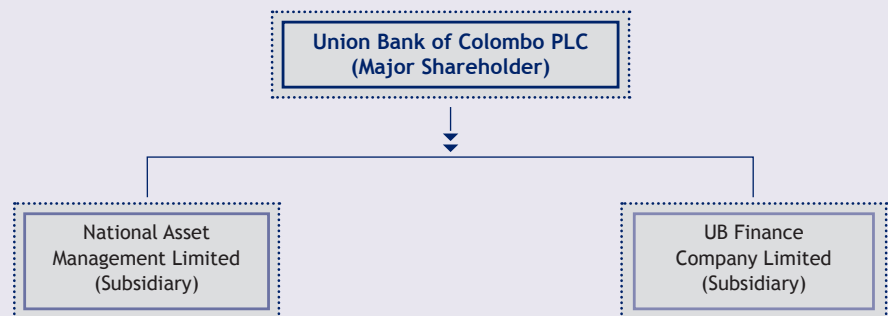 Union Bank of Colombo PLC
(Major Shareholder)
National Asset
Management Limited
(Subsidiary)
UB Finance
Company Limited
(Subsidiary)